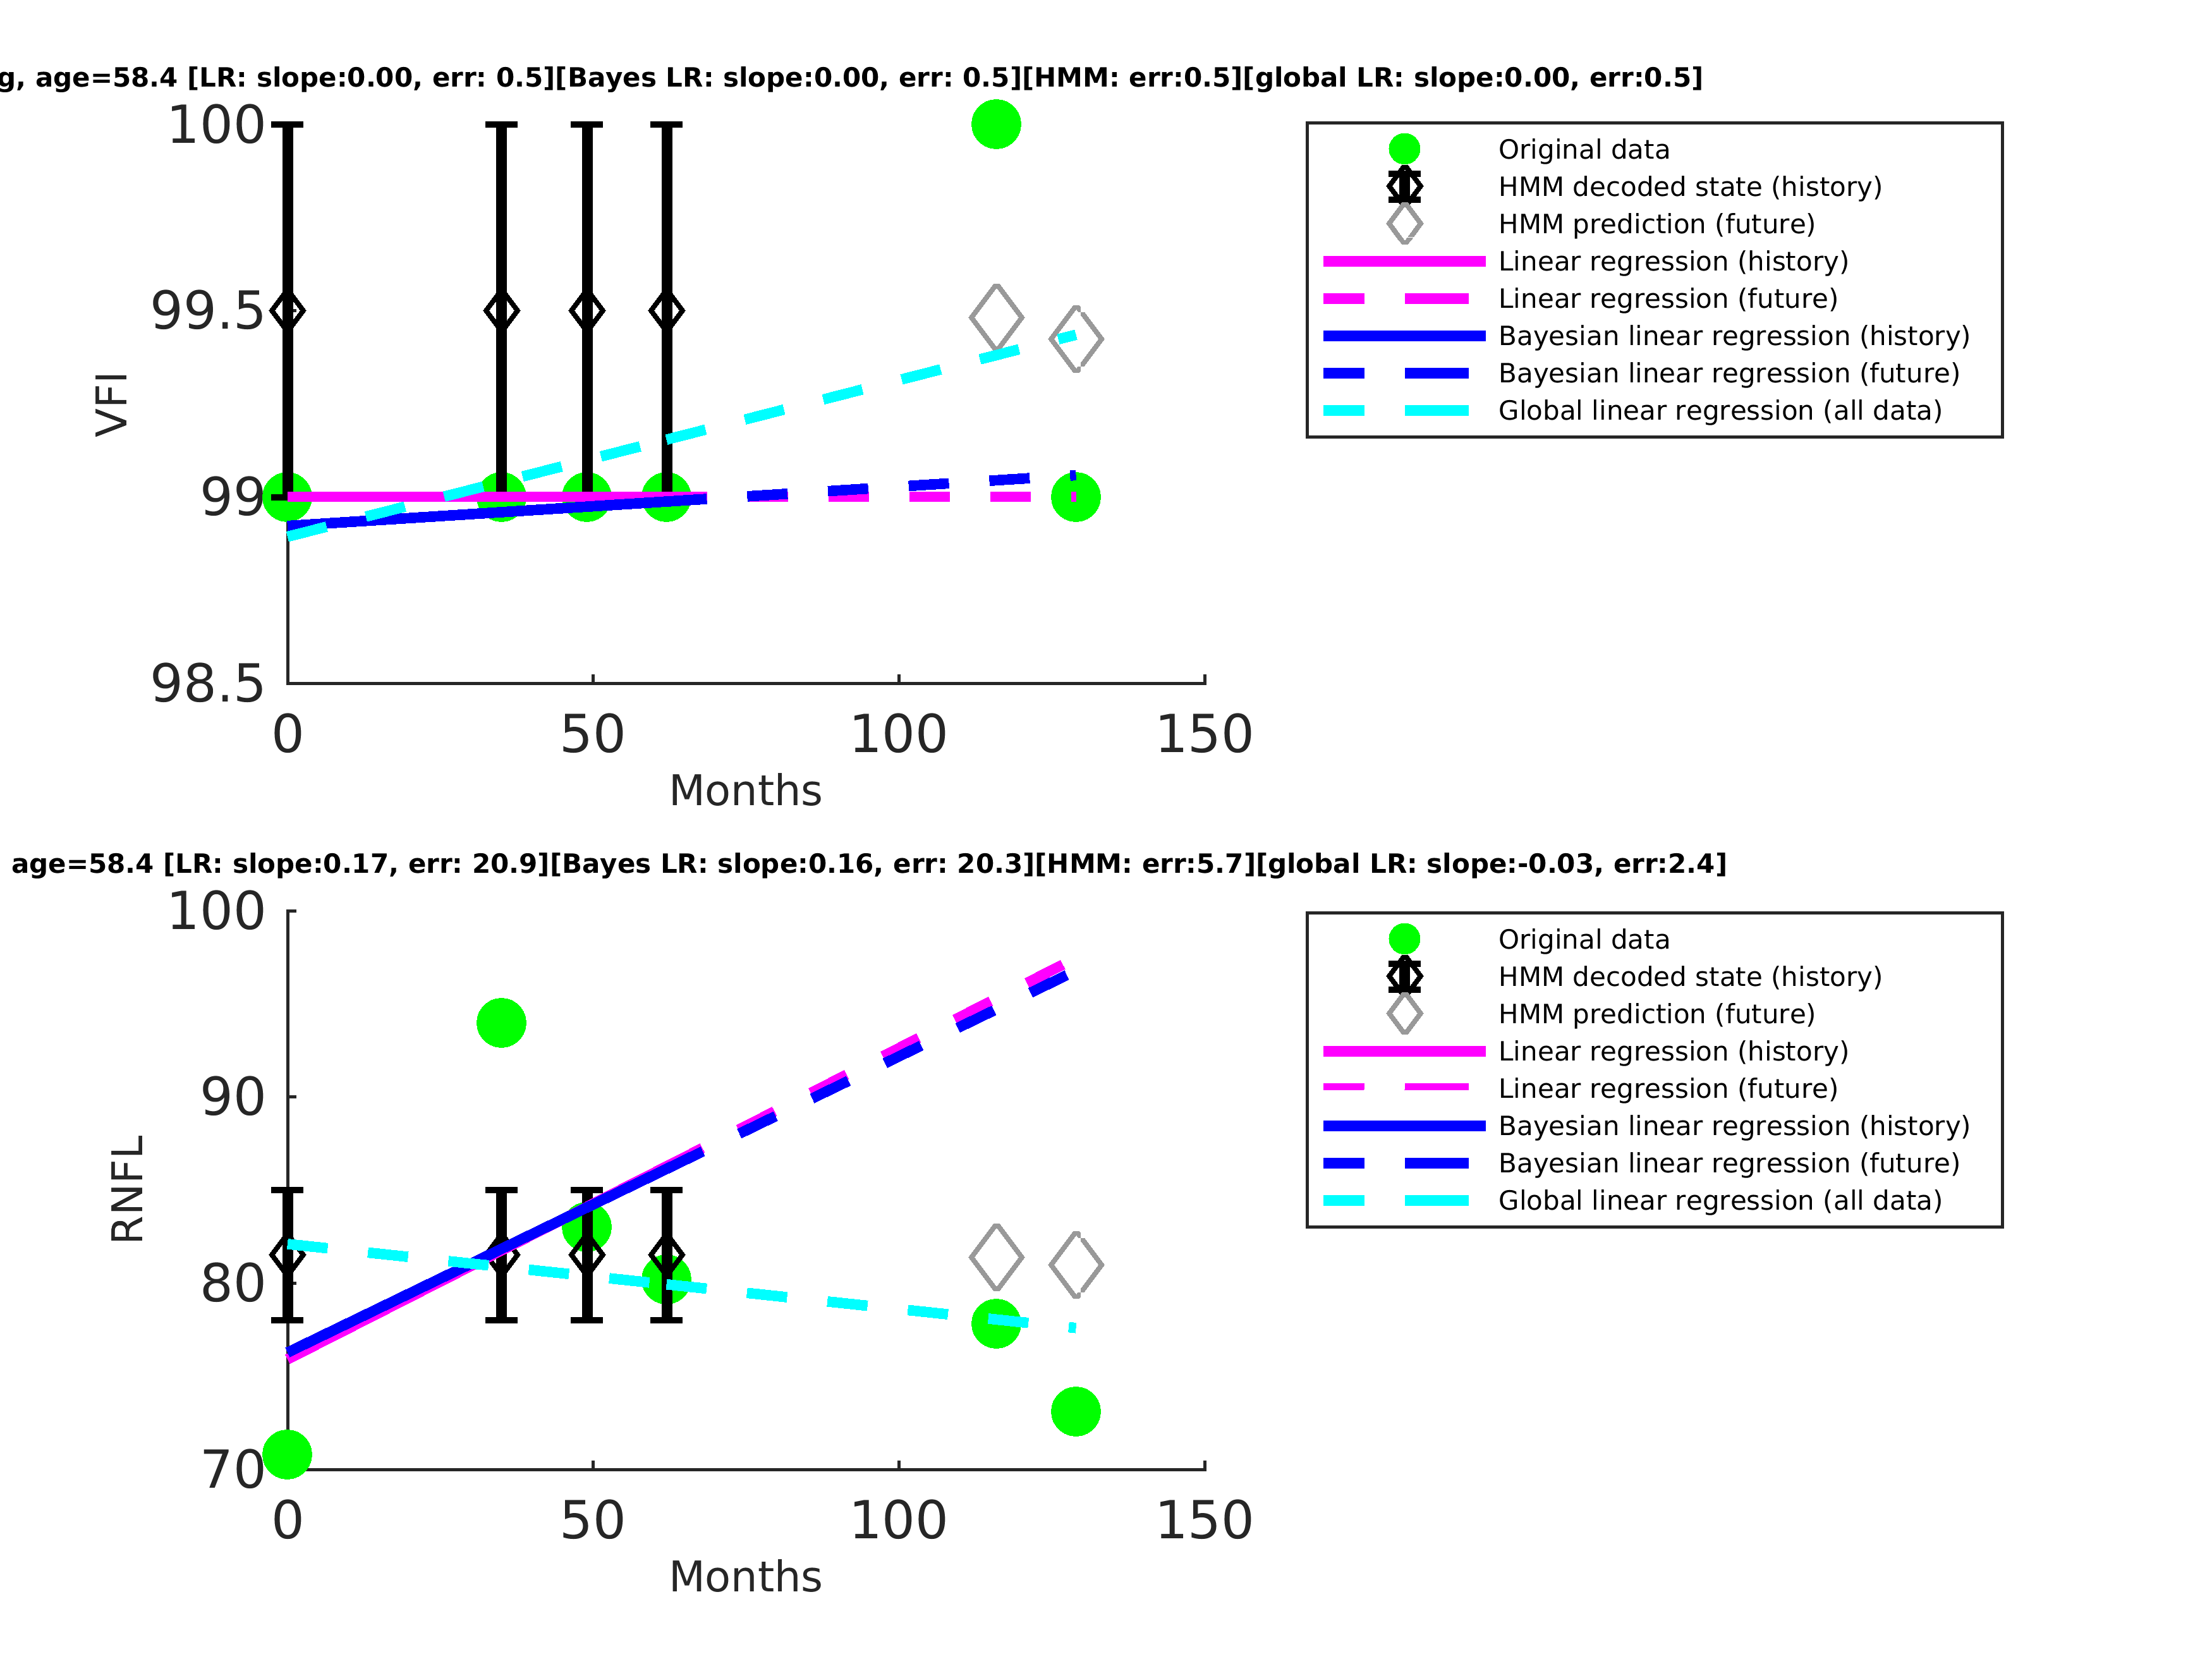 g, age=58.4 [LR: slope:0.00, err: 0.5][Bayes LR: slope:0.00, err: 0.5][HMM: err:0.5][global LR: slope:0.00, err:0.5]
100
99.5
99
98.5
VFI
0 50 100 150
Months
Original data
HMM decoded state (history)
HMM prediction (future)
Linear regression (history)
Linear regression (future)
Bayesian linear regression (history)
Bayesian linear regression (future)
Global linear regression (all data)
age=58.4 [LR: slope:0.17, err: 20.9][Bayes LR: slope:0.16, err: 20.3][HMM: err:5.7][global LR: slope:-0.03, err:2.4]
100
90
80
70
RNFL
0 50 100 150
Months
Original data
HMM decoded state (history)
HMM prediction (future)
Linear regression (history)
Linear regression (future)
Bayesian linear regression (history)
Bayesian linear regression (future)
Global linear regression (all data)